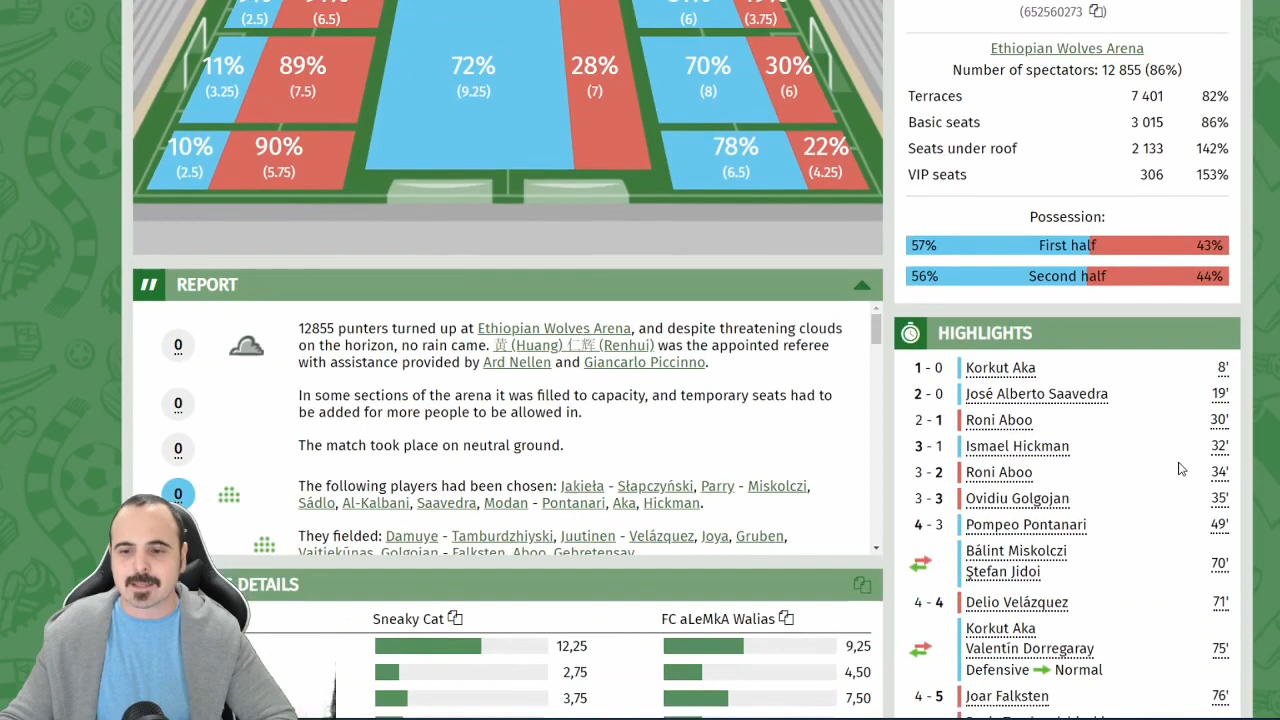 (2.5) (6.5) (6) (3.75)
11% 89% 72% 28% 70% 30%
(3.25) (7.5) (9.25) (7) (8) (6)
10% 90% 78% 22%
(2.5) (5.75) (6.5) (4.25)
REPORT
0
12855 punters turned up at Ethiopian Wolves Arena, and despite threatening clouds
on the horizon, no rain came. 黄 (Huang) 仁辉 (Renhui) was the appointed referee
with assistance provided by Ard Nellen and Giancarlo Piccinno.
0
In some sections of the arena it was filled to capacity, and temporary seats had to
be added for more people to be allowed in.
0
The match took place on neutral ground.
0
The following players had been chosen: Jakieła - Słapczyński, Parry - Miskolczi,
Sádlo, Al-Kalbani, Saavedra, Modan - Pontanari, Aka, Hickman.
They fielded: Damuye - Tamburdzhiyski, Juutinen - Velázquez, Joya, Gruben,
Vaitiekūnas, Golgojan - Falksten, Aboo, Gebretensay.
DETAILS
Sneaky Cat FC aLeMkA Walias
12,25 9,25
2,75 4,50
3,75 7,50
(652560273)
Ethiopian Wolves Arena
Number of spectators: 12 855 (86%)
Terraces 7 401 82%
Basic seats 3 015 86%
Seats under roof 2 133 142%
VIP seats 306 153%
Possession:
57% First half 43%
56% Second half 44%
HIGHLIGHTS
1 - 0 Korkut Aka 8'
2 - 0 José Alberto Saavedra 19'
2 - 1 Roni Aboo 30'
3 - 1 Ismael Hickman 32'
3 - 2 Roni Aboo 34'
3 - 3 Ovidiu Golgojan 35'
4 - 3 Pompeo Pontanari 49'
Bálint Miskolczi
Ștefan Jidoi 70'
4 - 4 Delio Velázquez 71'
Korkut Aka
Valentín Dorregaray 75'
Defensive Normal
4 - 5 Joar Falksten 76'